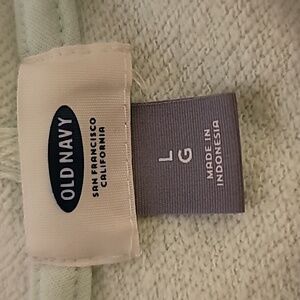 OLD NAVY
SAN FRANCISCO
CALIFORNIA
L
G
MADE IN
INDONESIA